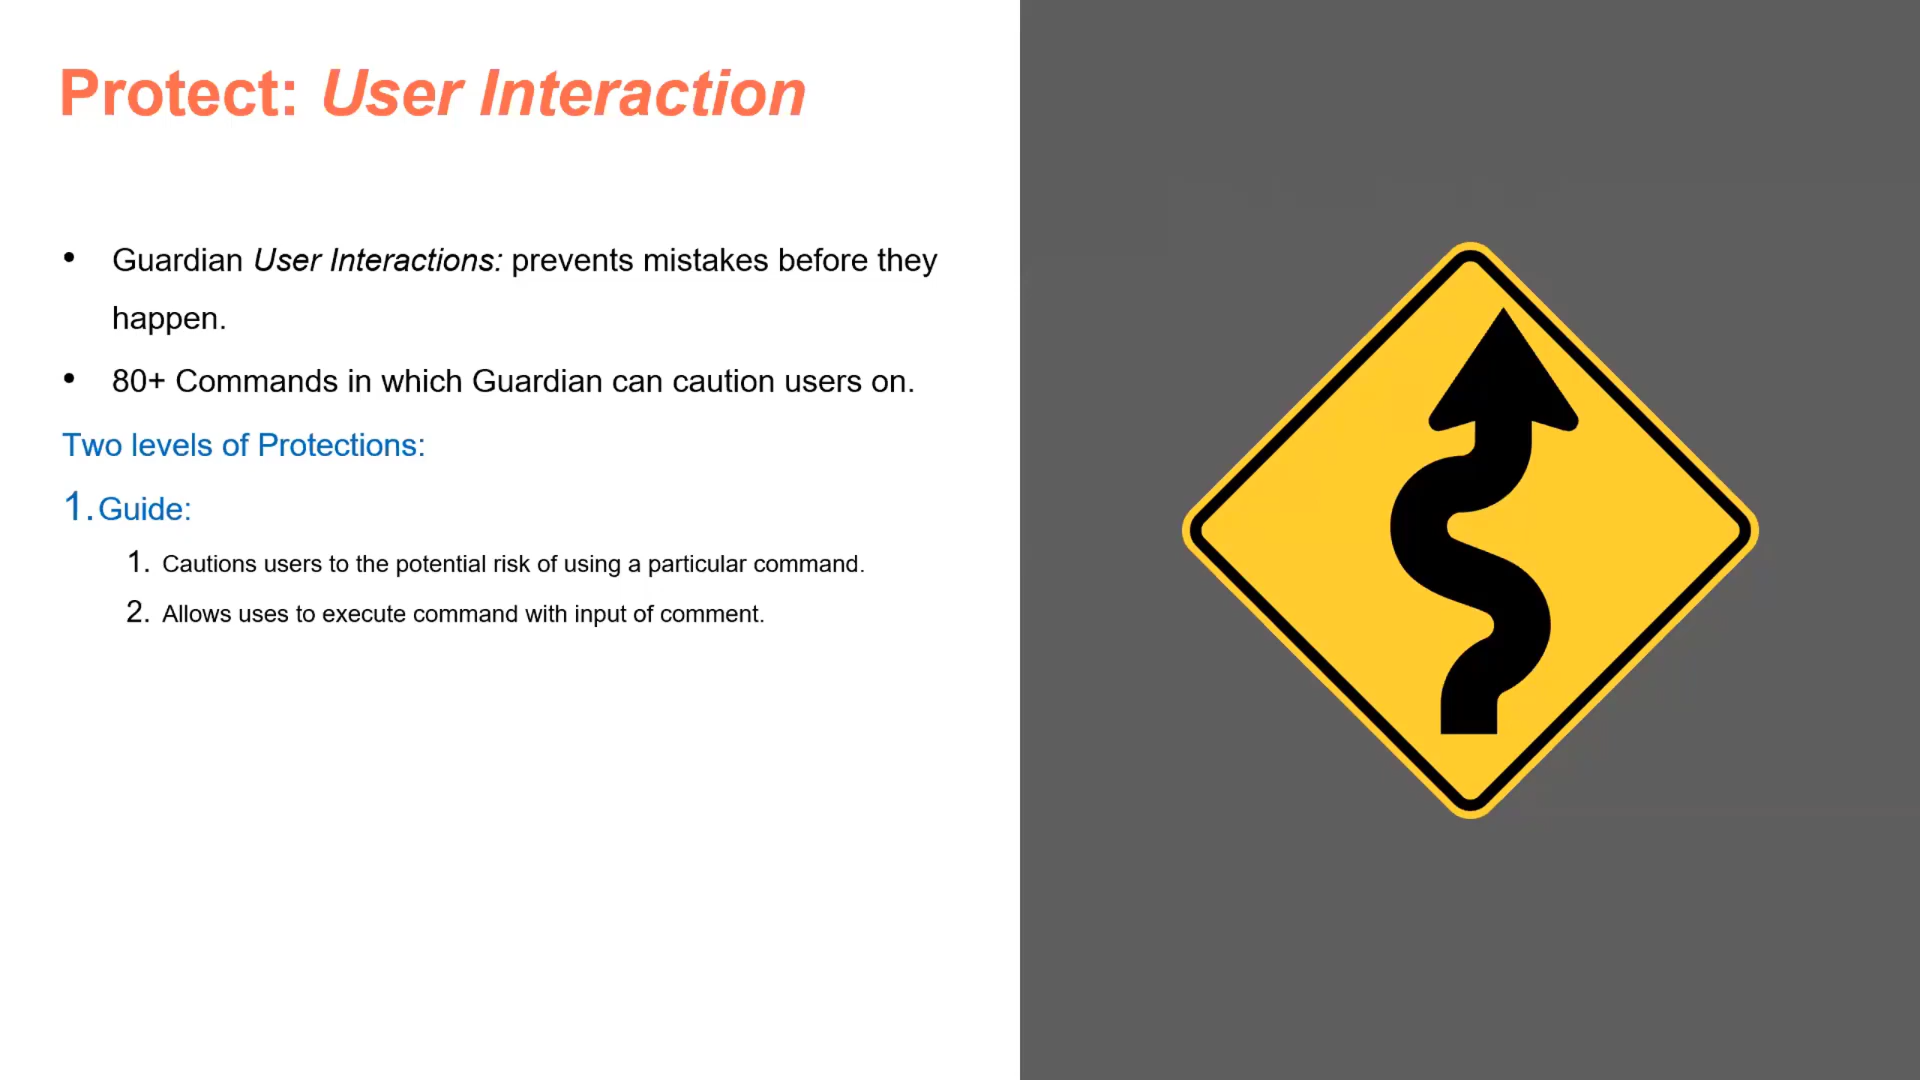 Protect: User Interaction
• Guardian User Interactions: prevents mistakes before they
happen.
• 80+ Commands in which Guardian can caution users on.
Two levels of Protections:
1. Guide:
1. Cautions users to the potential risk of using a particular command.
2. Allows uses to execute command with input of comment.